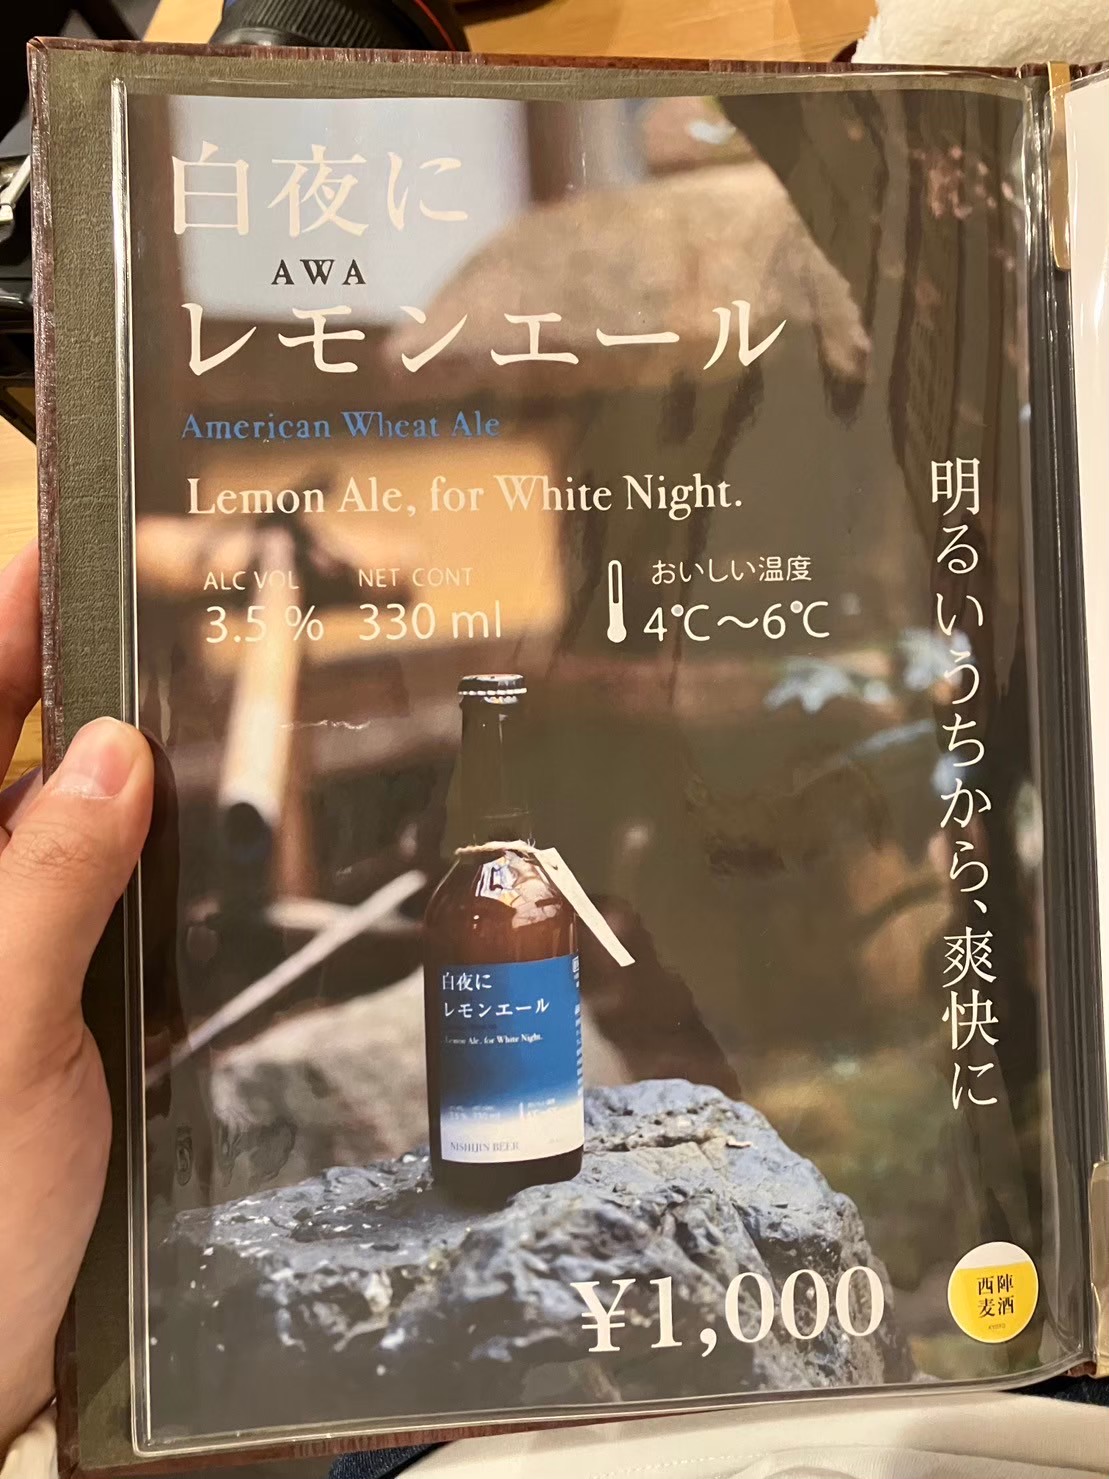 白夜に
AWA
レモンエール
American Wheat Ale
Lemon Ale, for White Night.
ALC VOL
3.5 %
NET CONT
330 ml
おいしい温度
4℃〜6℃
明るいうちから、爽快に
白夜に
レモンエール
Lemon Ale, for White Night.
NISHIJIN BEER
¥1,000
西陣
麦酒